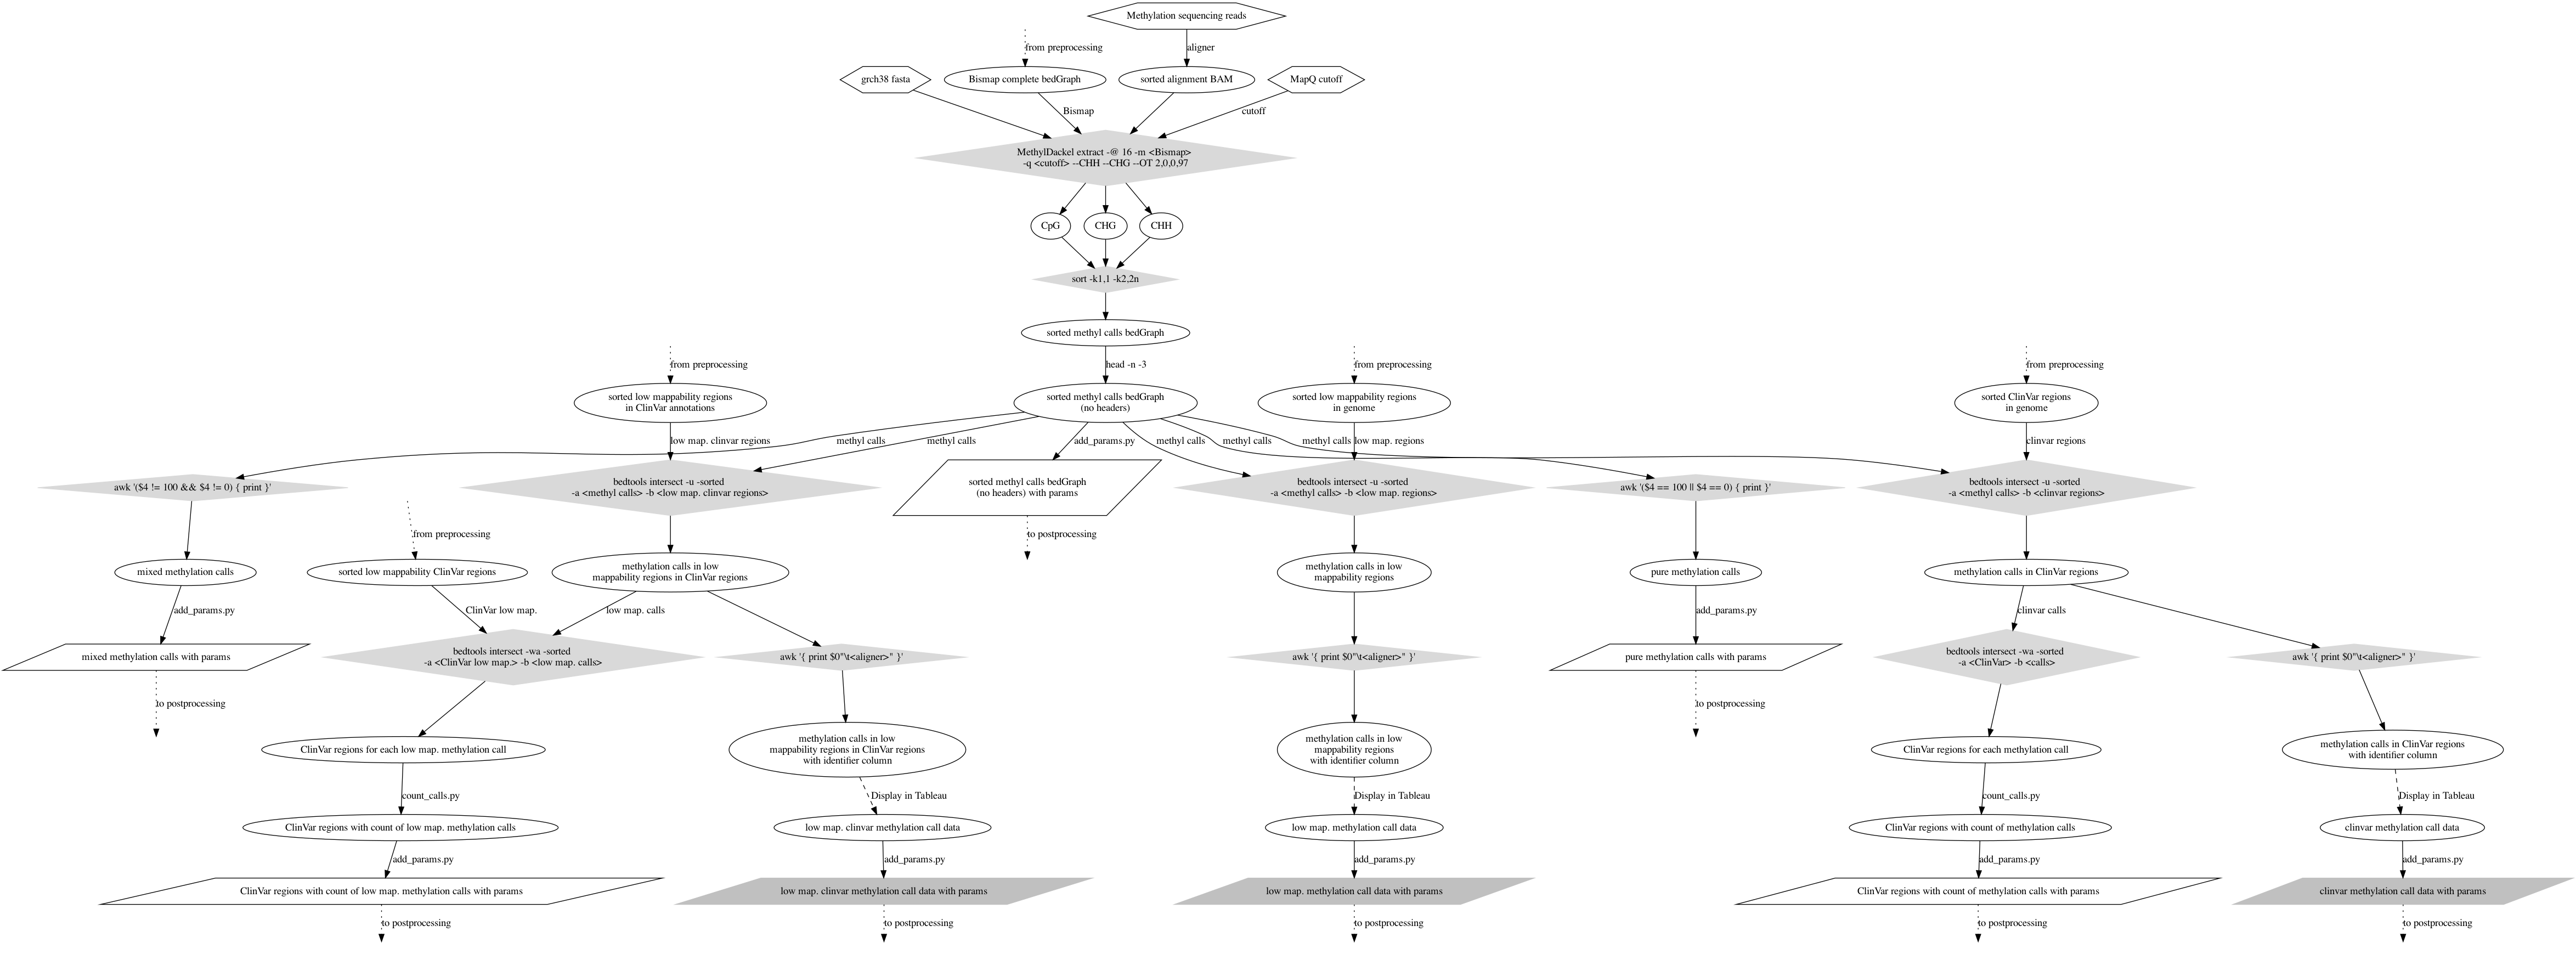 Methylation sequencing reads
from preprocessing
aligner
grch38 fasta
Bismap complete bedGraph
sorted alignment BAM
MapQ cutoff
Bismap
cutoff
MethylDackel extract -@ 16 -m <Bismap>
-q <cutoff> --CHH --CHG --OT 2,0,0,97
CpG
CHG
CHH
sort -k1,1 -k2,2n
sorted methyl calls bedGraph
from preprocessing
head -n -3
from preprocessing
from preprocessing
sorted low mappability regions
in ClinVar annotations
sorted methyl calls bedGraph
(no headers)
sorted low mappability regions
in genome
sorted ClinVar regions
in genome
low map. clinvar regions
methyl calls
methyl calls
add_params.py
methyl calls
methyl calls
methyl calls
low map. regions
clinvar regions
awk '($4 != 100 && $4 != 0) { print }'
bedtools intersect -u -sorted
-a <methyl calls> -b <low map. clinvar regions>
sorted methyl calls bedGraph
(no headers) with params
bedtools intersect -u -sorted
-a <methyl calls> -b <low map. regions>
awk '($4 == 100 || $4 == 0) { print }'
bedtools intersect -u -sorted
-a <methyl calls> -b <clinvar regions>
from preprocessing
to postprocessing
mixed methylation calls
sorted low mappability ClinVar regions
methylation calls in low
mappability regions in ClinVar regions
methylation calls in low
mappability regions
pure methylation calls
methylation calls in ClinVar regions
add_params.py
ClinVar low map.
low map. calls
add_params.py
clinvar calls
mixed methylation calls with params
bedtools intersect -wa -sorted
-a <ClinVar low map.> -b <low map. calls>
awk '{ print $0"\t<aligner>" }'
awk '{ print $0"\t<aligner>" }'
pure methylation calls with params
bedtools intersect -wa -sorted
-a <ClinVar> -b <calls>
awk '{ print $0"\t<aligner>" }'
to postprocessing
to postprocessing
ClinVar regions for each low map. methylation call
methylation calls in low
mappability regions in ClinVar regions
with identifier column
methylation calls in low
mappability regions
with identifier column
ClinVar regions for each methylation call
methylation calls in ClinVar regions
with identifier column
count_calls.py
Display in Tableau
Display in Tableau
count_calls.py
Display in Tableau
ClinVar regions with count of low map. methylation calls
low map. clinvar methylation call data
low map. methylation call data
ClinVar regions with count of methylation calls
clinvar methylation call data
add_params.py
add_params.py
add_params.py
add_params.py
add_params.py
ClinVar regions with count of low map. methylation calls with params
low map. clinvar methylation call data with params
low map. methylation call data with params
ClinVar regions with count of methylation calls with params
clinvar methylation call data with params
to postprocessing
to postprocessing
to postprocessing
to postprocessing
to postprocessing